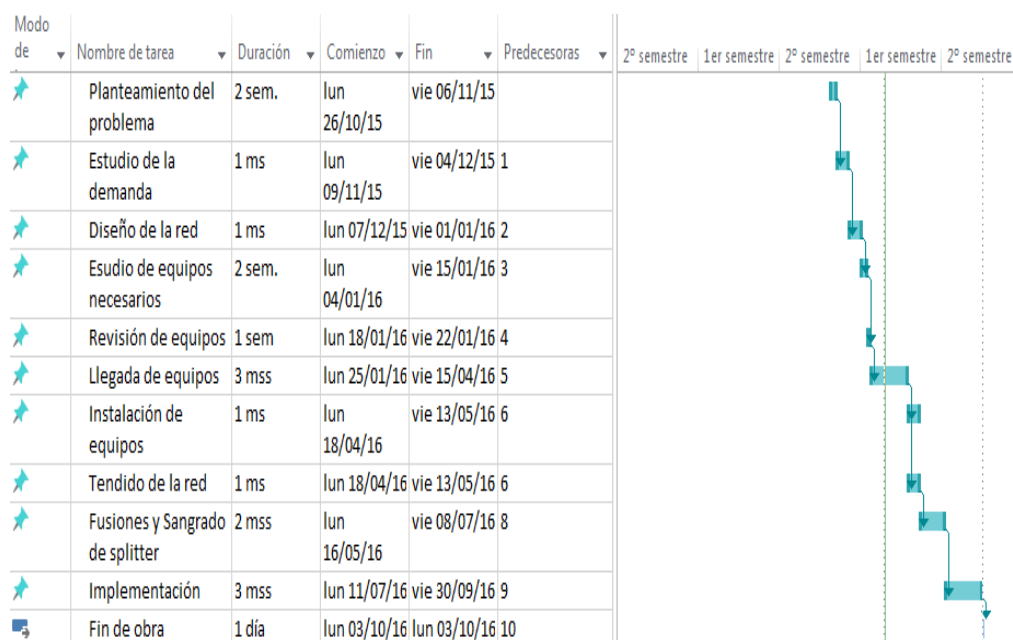 Modo
de Nombre de tarea Duración Comienzo Fin Predecesoras 2º semestre 1er semestre 2º semestre 1er semestre 2º semestre
Planteamiento del 2 sem. lun vie 06/11/15
problema 26/10/15
Estudio de la 1 ms lun vie 04/12/15 1
demanda 09/11/15
Diseño de la red 1 ms lun 07/12/15 vie 01/01/16 2
Esudio de equipos 2 sem. lun vie 15/01/16 3
necesarios 04/01/16
Revisión de equipos 1 sem lun 18/01/16 vie 22/01/16 4
Llegada de equipos 3 mss lun 25/01/16 vie 15/04/16 5
Instalación de 1 ms lun vie 13/05/16 6
equipos 18/04/16
Tendido de la red 1 ms lun 18/04/16 vie 13/05/16 6
Fusiones y Sangrado 2 mss lun vie 08/07/16 8
de splitter 16/05/16
Implementación 3 mss lun 11/07/16 vie 30/09/16 9
Fin de obra 1 día lun 03/10/16 lun 03/10/16 10